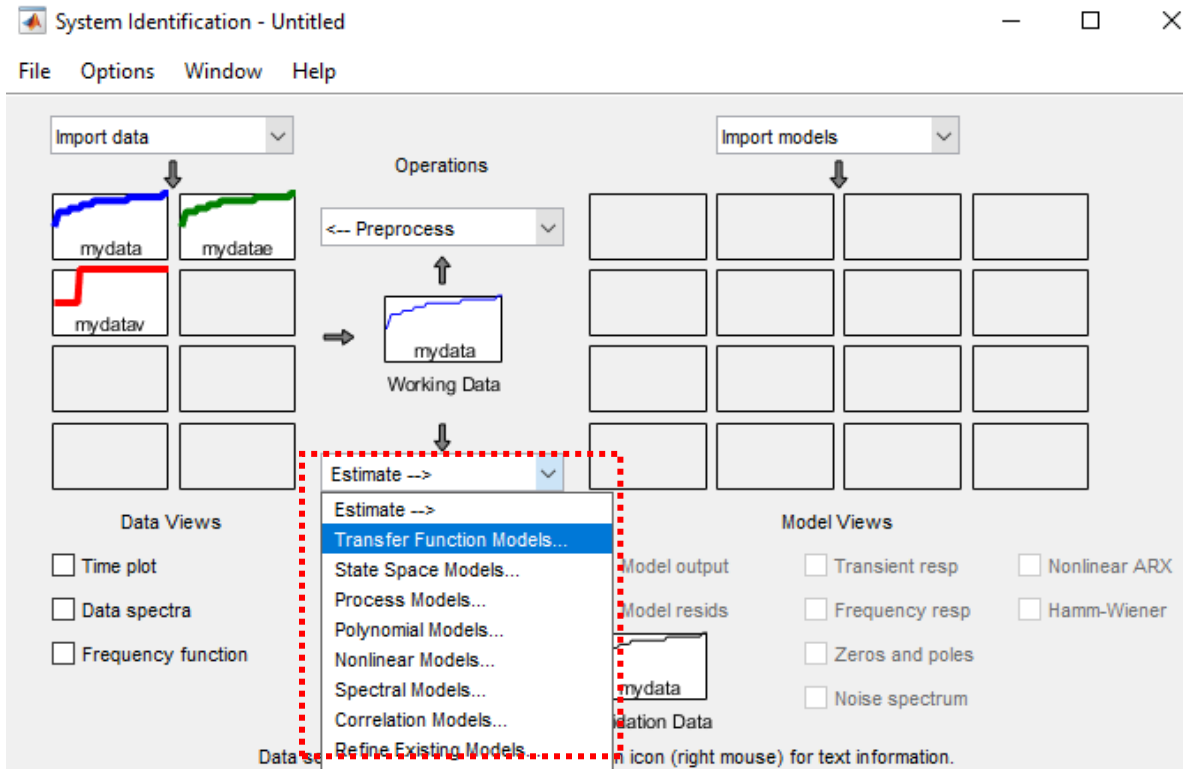 System Identification - Untitled
File Options Window Help
Import data
Import models
Operations
mydata
mydatae
<-- Preprocess
mydatav
mydata
Working Data
Estimate -->
Estimate -->
Transfer Function Models...
State Space Models...
Process Models...
Polynomial Models...
Nonlinear Models...
Spectral Models...
Correlation Models...
Refine Existing Models...
Data Views
Time plot
Data spectra
Frequency function
Model Views
Model output
Transient resp
Nonlinear ARX
Model resids
Frequency resp
Hamm-Wiener
Zeros and poles
Noise spectrum
mydata
Data
Data
icon (right mouse) for text information.